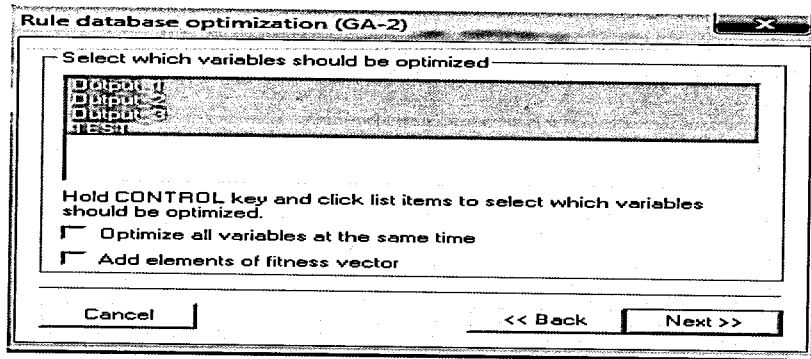 Rule database optimization (GA-2)
Select which variables should be optimized
Output 1
Output 2
Output 3
TEST
Hold CONTROL key and click list items to select which variables
should be optimized.
Optimize all variables at the same time
Add elements of fitness vector
Cancel
<< Back
Next >>